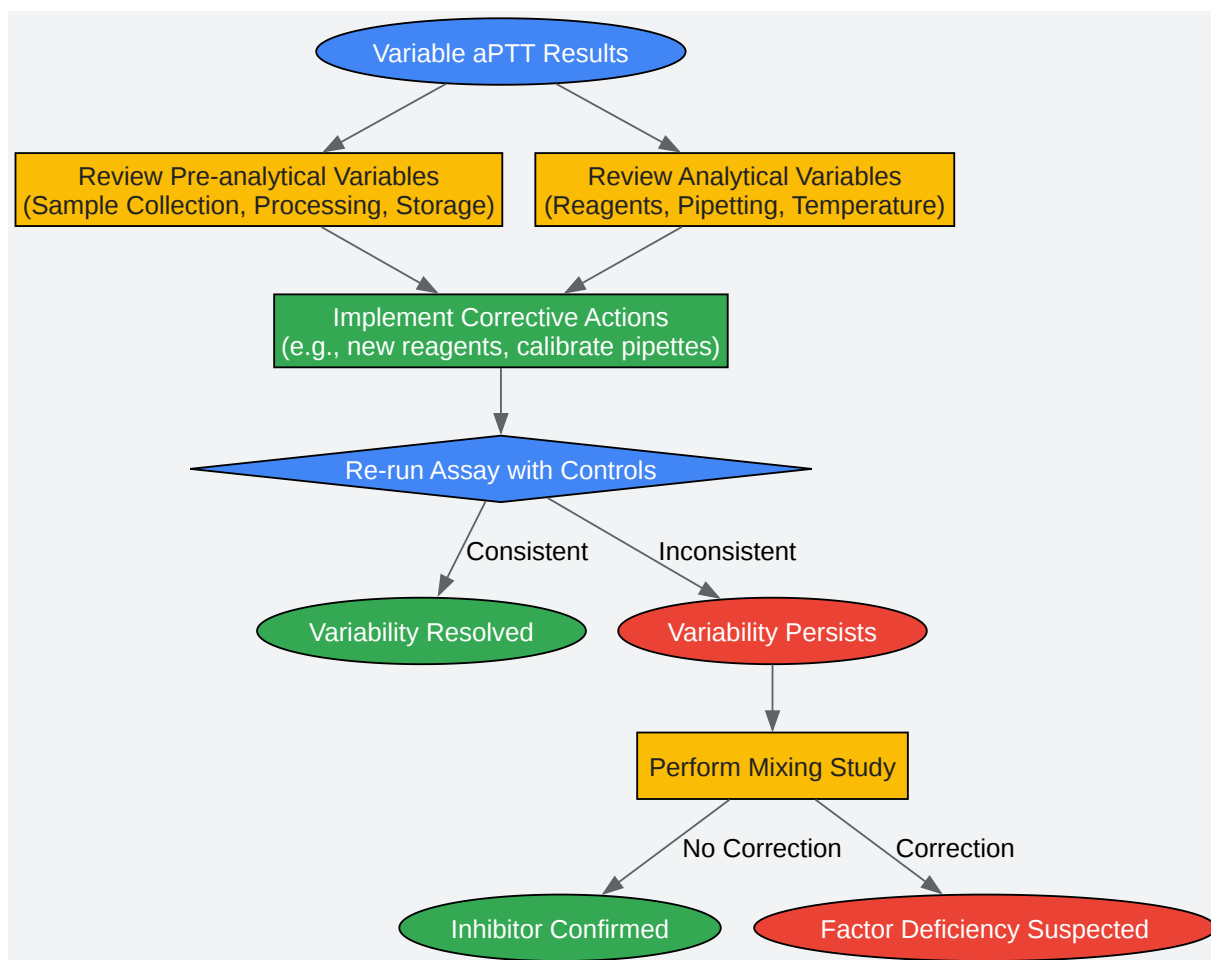 Variable aPTT Results
Review Pre-analytical Variables
(Sample Collection, Processing, Storage)
Review Analytical Variables
(Reagents, Pipetting, Temperature)
Implement Corrective Actions
(e.g., new reagents, calibrate pipettes)
Re-run Assay with Controls
Consistent
Inconsistent
Variability Resolved
Variability Persists
Perform Mixing Study
No Correction
Correction
Inhibitor Confirmed
Factor Deficiency Suspected